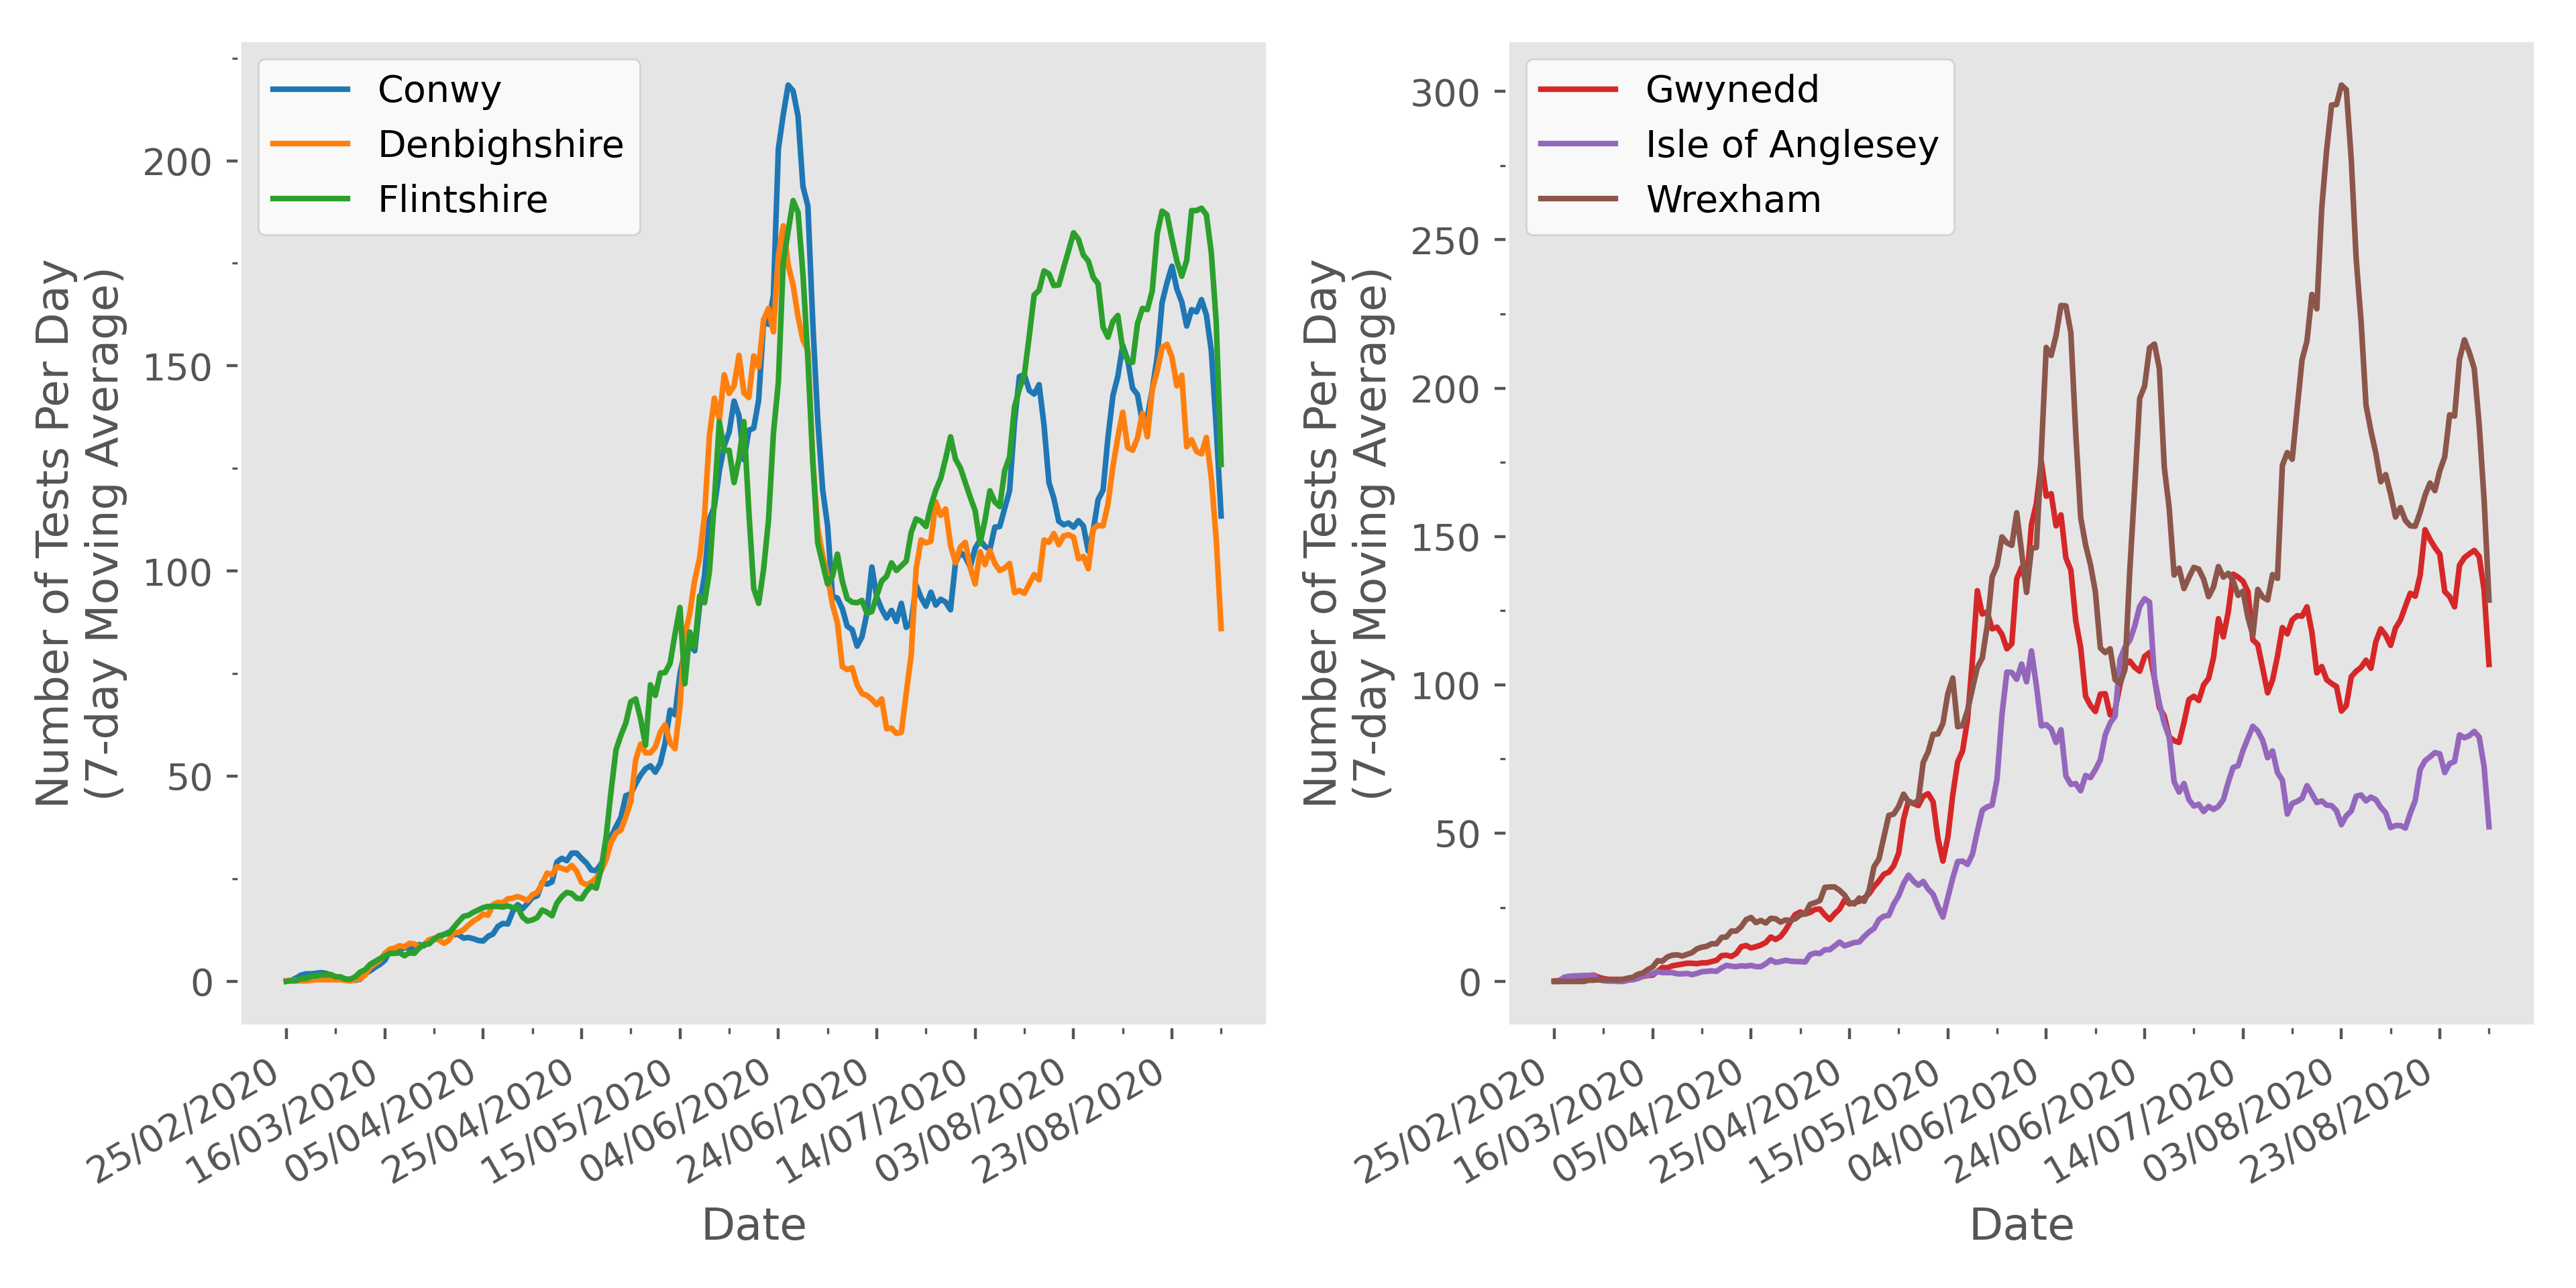 Number of Tests Per Day
(7-day Moving Average)
200
150
100
50
0
Conwy
Denbighshire
Flintshire
25/02/2020
16/03/2020
05/04/2020
25/04/2020
15/05/2020
04/06/2020
24/06/2020
14/07/2020
03/08/2020
23/08/2020
Date
Number of Tests Per Day
(7-day Moving Average)
300
250
200
150
100
50
0
Gwynedd
Isle of Anglesey
Wrexham
25/02/2020
16/03/2020
05/04/2020
25/04/2020
15/05/2020
04/06/2020
24/06/2020
14/07/2020
03/08/2020
23/08/2020
Date